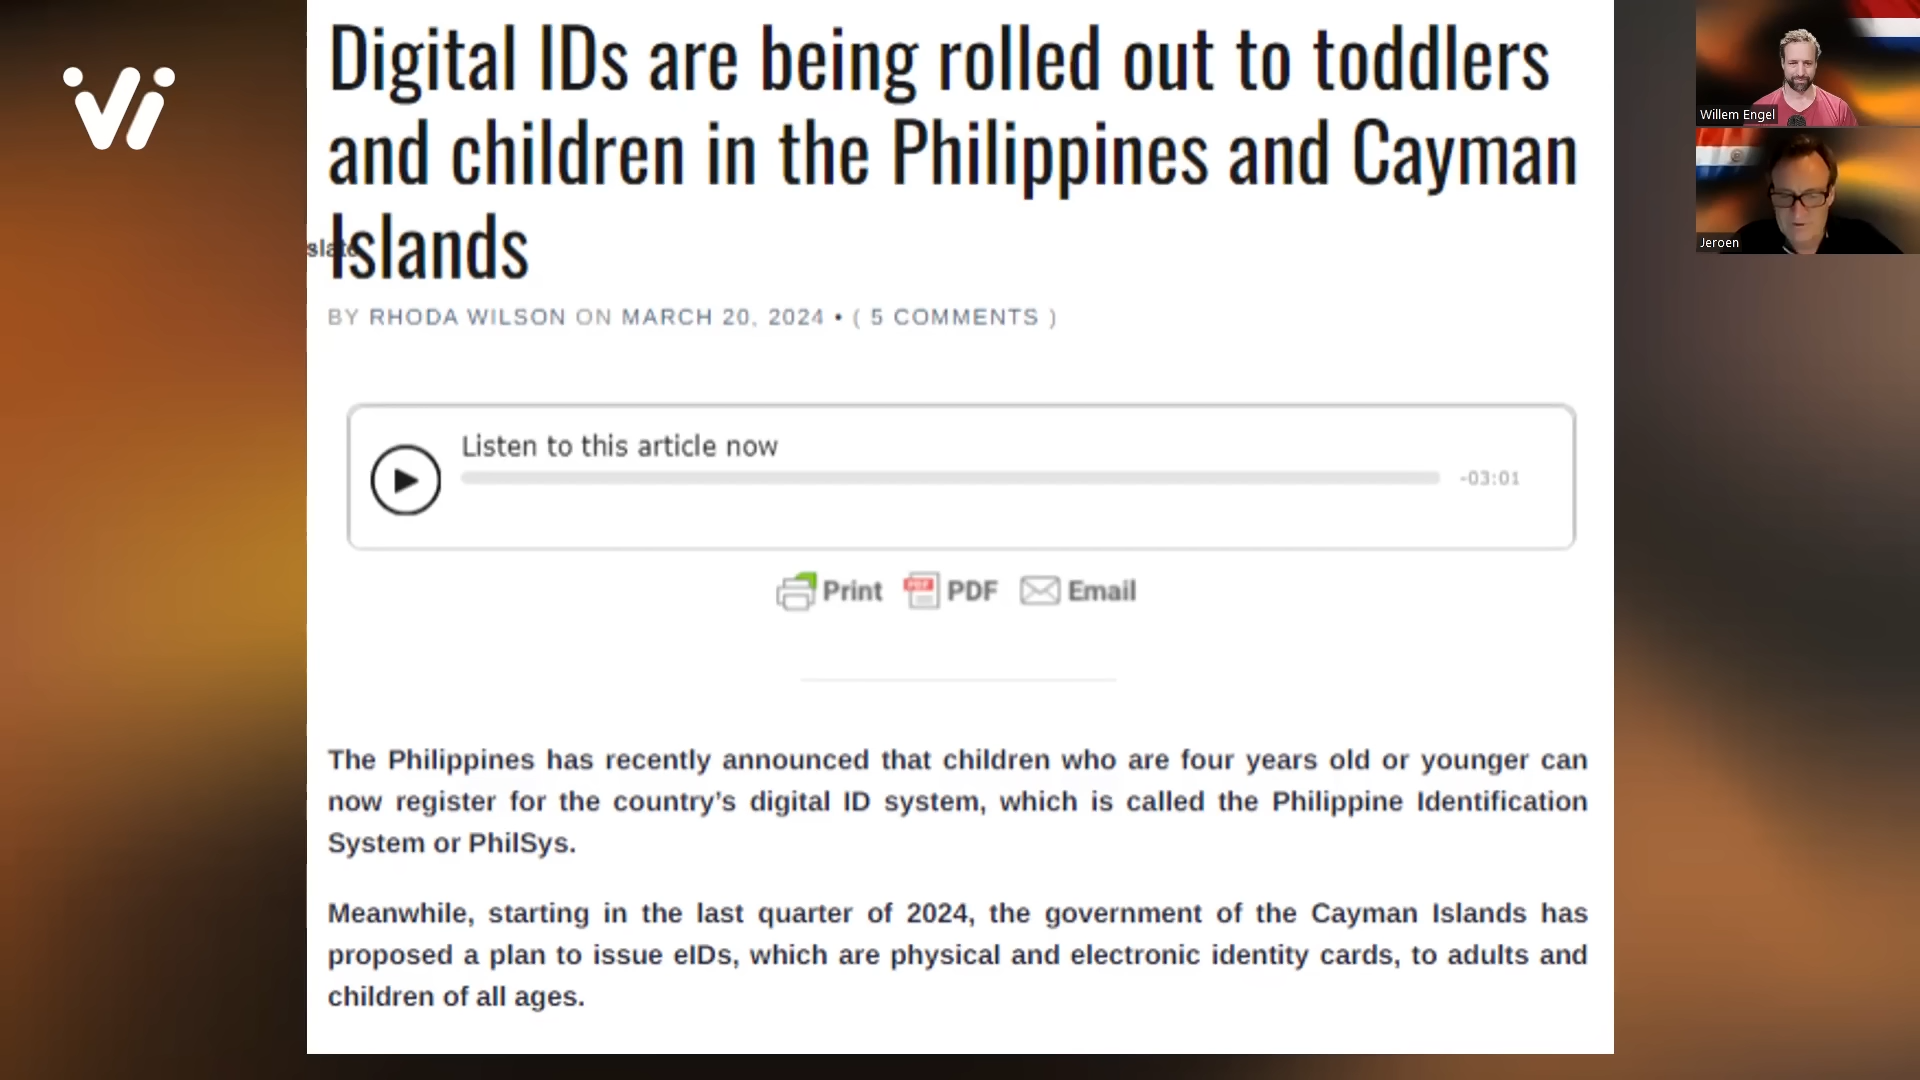 Digital IDs are being rolled out to toddlers
and children in the Philippines and Cayman
Islands
BY RHODA WILSON ON MARCH 20, 2024 • ( 5 COMMENTS )
Listen to this article now
-03:01
Print PDF Email
The Philippines has recently announced that children who are four years old or younger can
now register for the country’s digital ID system, which is called the Philippine Identification
System or PhilSys.
Meanwhile, starting in the last quarter of 2024, the government of the Cayman Islands has
proposed a plan to issue eIDs, which are physical and electronic identity cards, to adults and
children of all ages.
Willem Engel
Jeroen